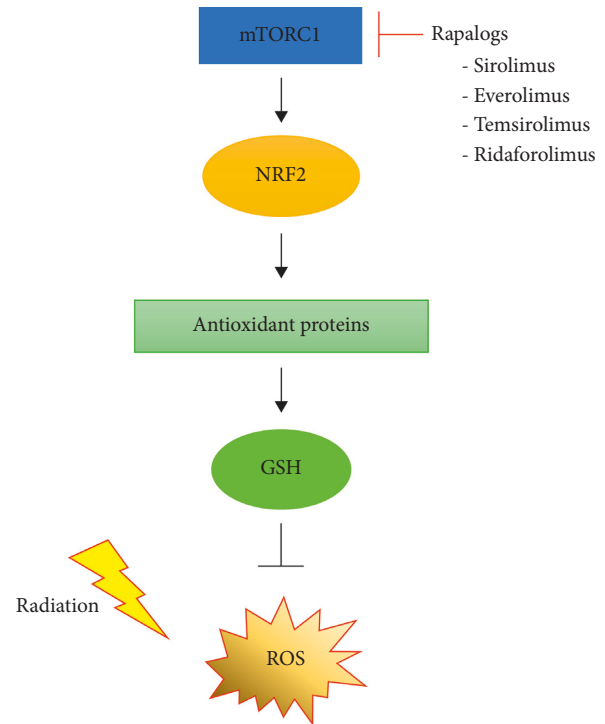 mTORC1
Rapalogs
- Sirolimus
- Everolimus
- Temsirolimus
- Ridaforolimus
NRF2
Antioxidant proteins
GSH
Radiation
ROS